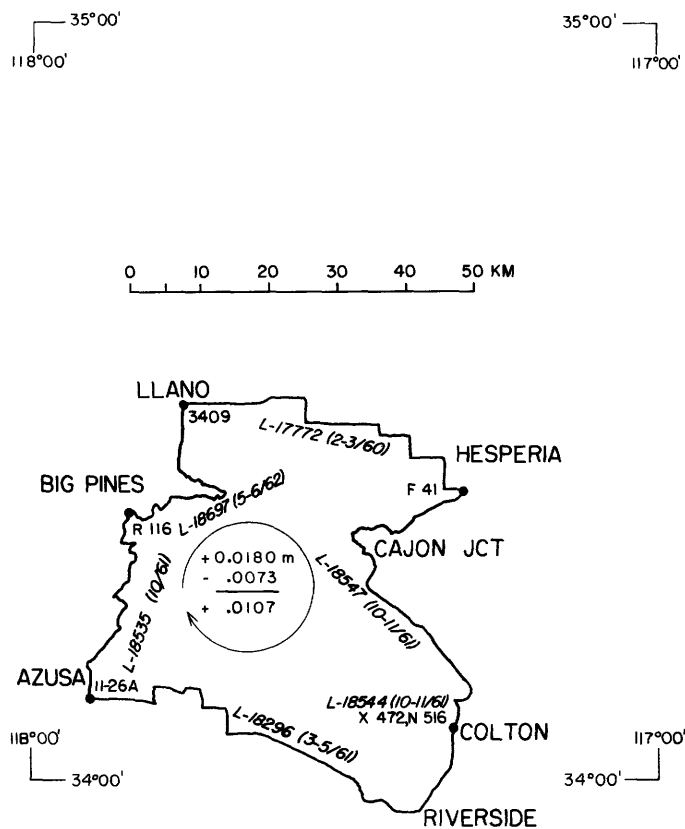 35°00'
35°00'
118°00'
117°00'
0 10 20 30 40 50 KM
LLANO
3409
L-17772 (2-3/60)
HESPERIA
BIG PINES
F 41
L-18697 (5-6/62)
R 116
CAJON JCT
+0.0180 m
- .0073
+ .0107
L-18547 (10-11/61)
L-18535 (10/61)
AZUSA
11-26A
L-18544 (10-11/61)
X 472, N 516
L-18296 (3-5/61)
COLTON
118°00'
117°00'
34°00'
34°00'
RIVERSIDE